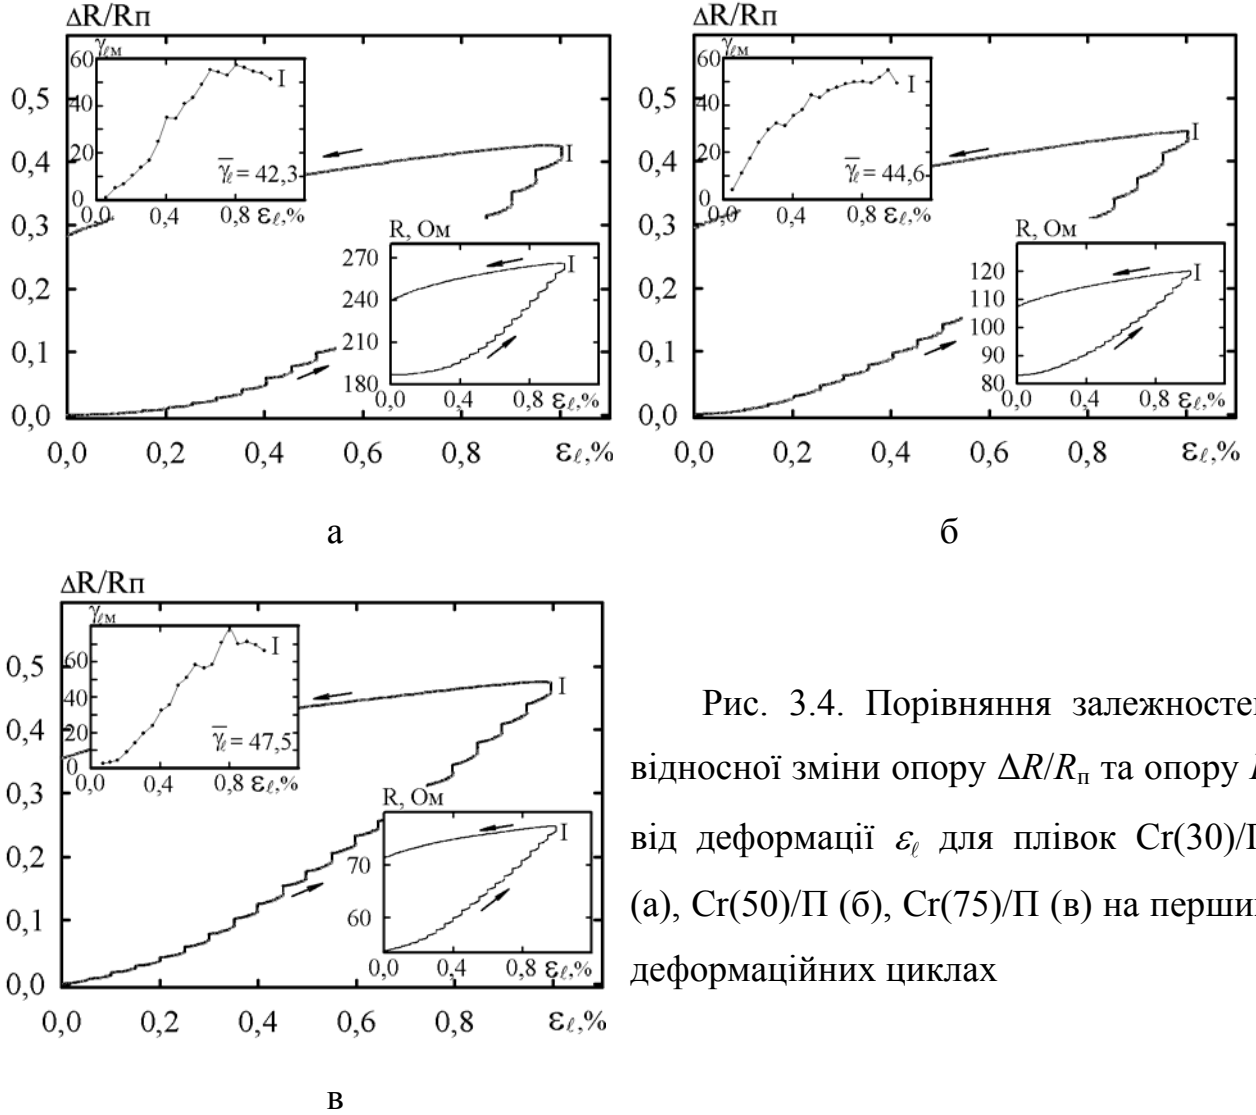 ΔR/Rп
γℓм
60
40
20
0
0,0
0,4
0,8 εℓ,%
I
γ̅ℓ = 42,3
I
R, Ом
270
240
210
180
0,0
0,4
0,8 εℓ,%
I
0,5
0,4
0,3
0,2
0,1
0,0
0,0
0,2
0,4
0,6
0,8
εℓ,%
а
ΔR/Rп
γℓм
60
40
20
0
0,0
0,4
0,8 εℓ,%
I
γ̅ℓ = 44,6
I
R, Ом
120
110
100
90
80
0,0
0,4
0,8 εℓ,%
I
0,5
0,4
0,3
0,2
0,1
0,0
0,0
0,2
0,4
0,6
0,8
εℓ,%
б
ΔR/Rп
γℓм
60
40
20
0
0,0
0,4
0,8 εℓ,%
I
γ̅ℓ = 47,5
I
R, Ом
70
60
0,0
0,4
0,8 εℓ,%
I
0,5
0,4
0,3
0,2
0,1
0,0
0,0
0,2
0,4
0,6
0,8
εℓ,%
в
Рис. 3.4. Порівняння залежностей
відносної зміни опору ΔR/Rп та опору R
від деформації εℓ для плівок Cr(30)/П
(а), Cr(50)/П (б), Cr(75)/П (в) на перших
деформаційних циклах